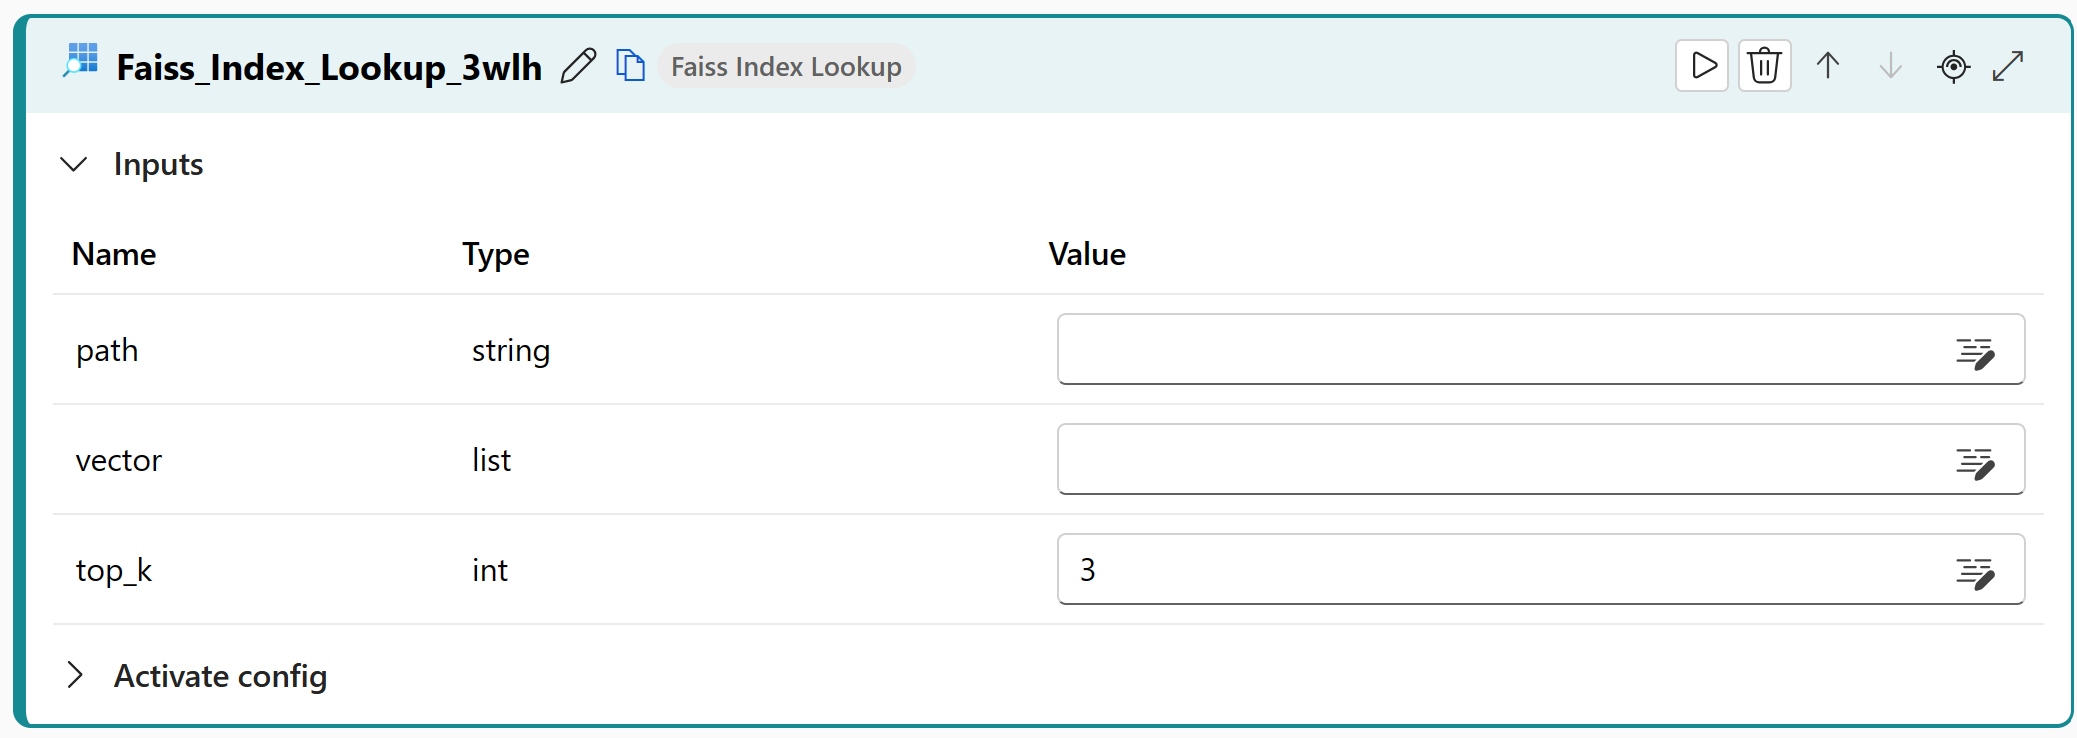 Faiss_Index_Lookup_3wlh Faiss Index Lookup
Inputs
Name Type Value
path string
vector list
top_k int 3
Activate config